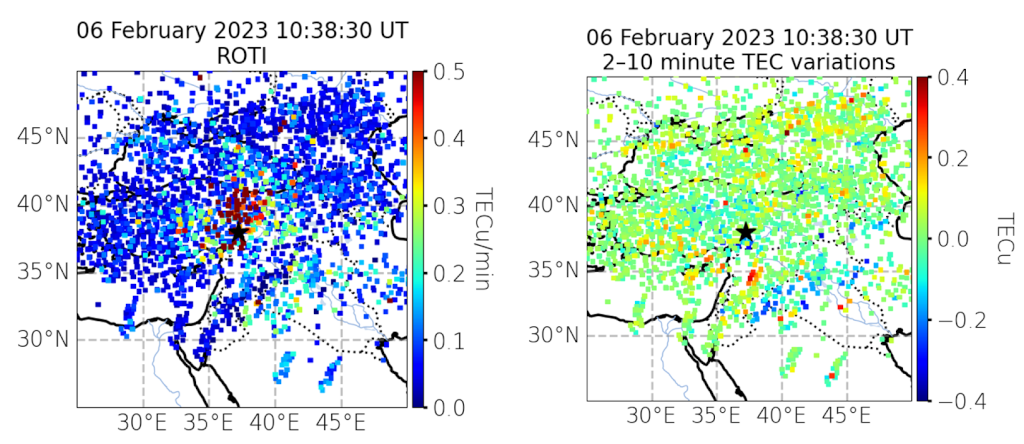 06 February 2023 10:38:30 UT
ROTI
45°N
40°N
35°N
30°N
30°E
35°E
40°E
45°E
0.5
0.4
0.3
0.2
0.1
0.0
TECu/min
06 February 2023 10:38:30 UT
2–10 minute TEC variations
45°N
40°N
35°N
30°N
30°E
35°E
40°E
45°E
0.4
0.2
0.0
−0.2
−0.4
TECu